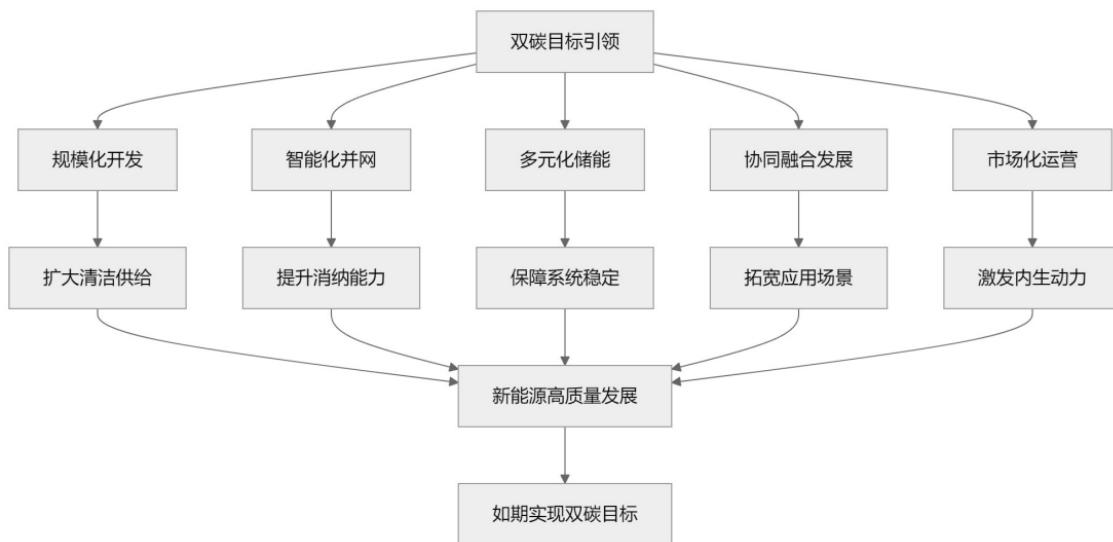 双碳目标引领
规模化开发
智能化并网
多元化储能
协同融合发展
市场化运营
扩大清洁供给
提升消纳能力
保障系统稳定
拓宽应用场景
激发内生动力
新能源高质量发展
如期实现双碳目标